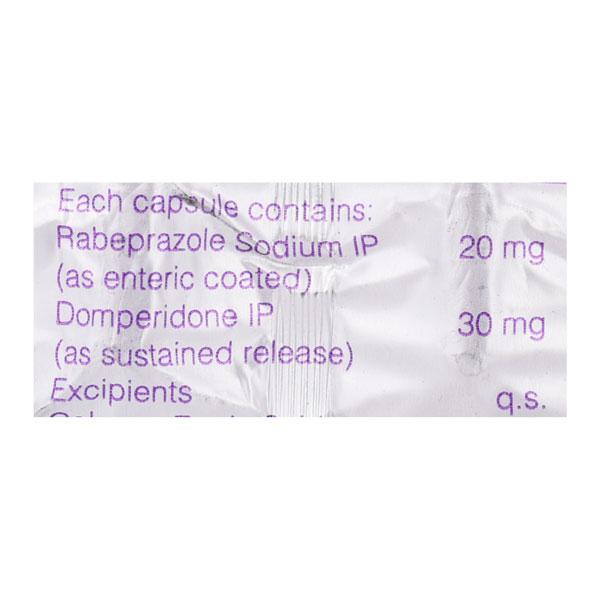 Each capsule contains:
Rabeprazole Sodium IP 20 mg
(as enteric coated)
Domperidone IP 30 mg
(as sustained release)
Excipients q.s.